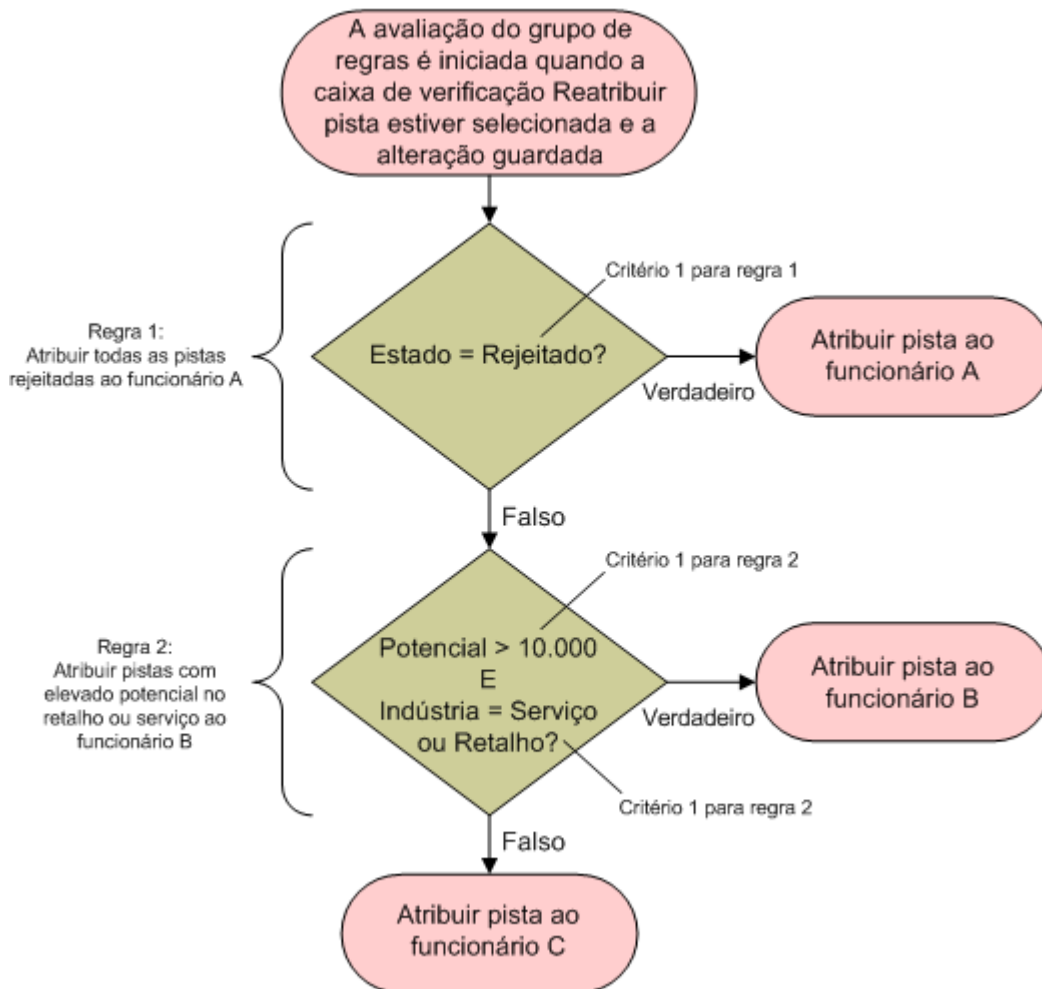 A avaliação do grupo de
regras é iniciada quando a
caixa de verificação Reatribuir
pista estiver selecionada e a
alteração guardada
Critério 1 para regra 1
Regra 1:
Atribuir todas as pistas
rejeitadas ao funcionário A
Estado = Rejeitado?
Verdadeiro
Atribuir pista ao
funcionário A
Falso
Critério 1 para regra 2
Regra 2:
Atribuir pistas com
elevado potencial no
retalho ou serviço ao
funcionário B
Potencial > 10.000
E
Indústria = Serviço
ou Retalho?
Verdadeiro
Atribuir pista ao
funcionário B
Critério 1 para regra 2
Falso
Atribuir pista ao
funcionário C